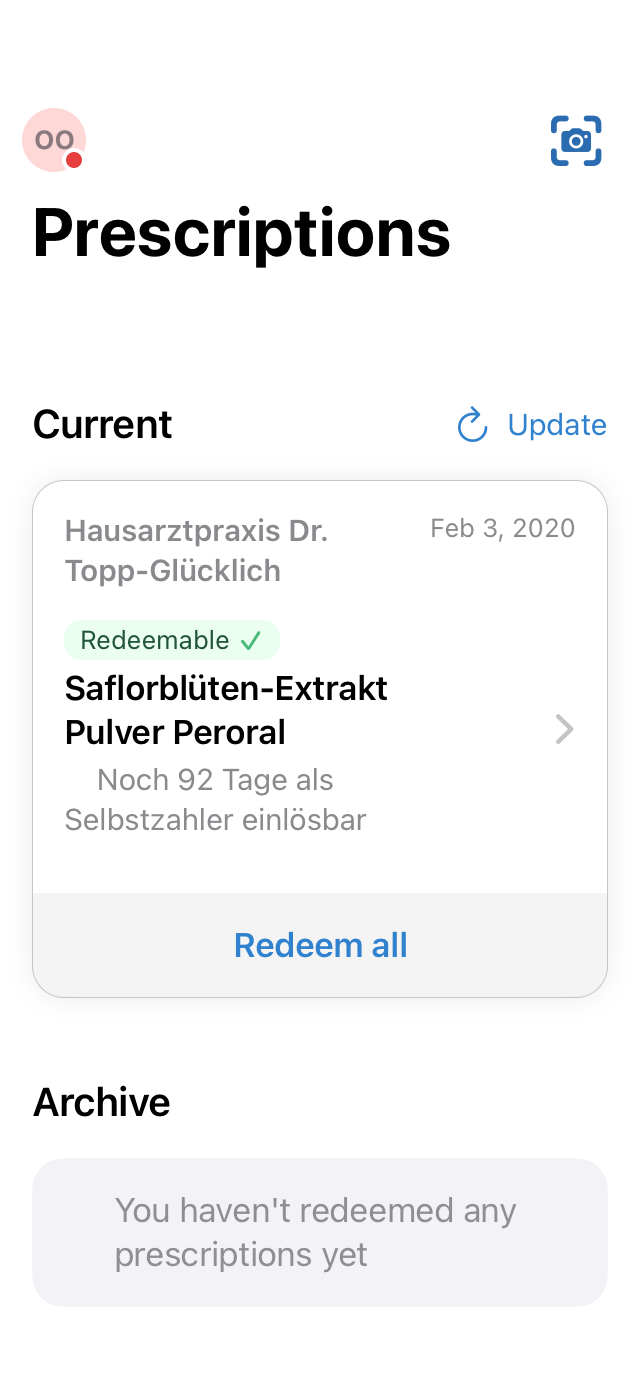 OO
Prescriptions
Current
Update
Hausarztpraxis Dr.
Topp-Glücklich
Feb 3, 2020
Redeemable
Saflorblüten-Extrakt
Pulver Peroral
Noch 92 Tage als
Selbstzahler einlösbar
Redeem all
Archive
You haven't redeemed any
prescriptions yet